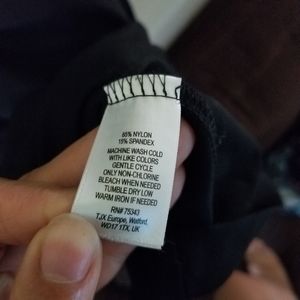 85% NYLON
15% SPANDEX
MACHINE WASH COLD
WITH LIKE COLORS
GENTLE CYCLE
ONLY NON-CHLORINE
BLEACH WHEN NEEDED
TUMBLE DRY LOW
WARM IRON IF NEEDED
RN# 75343
TJX Europe, Watford.
WD17 1TX, UK